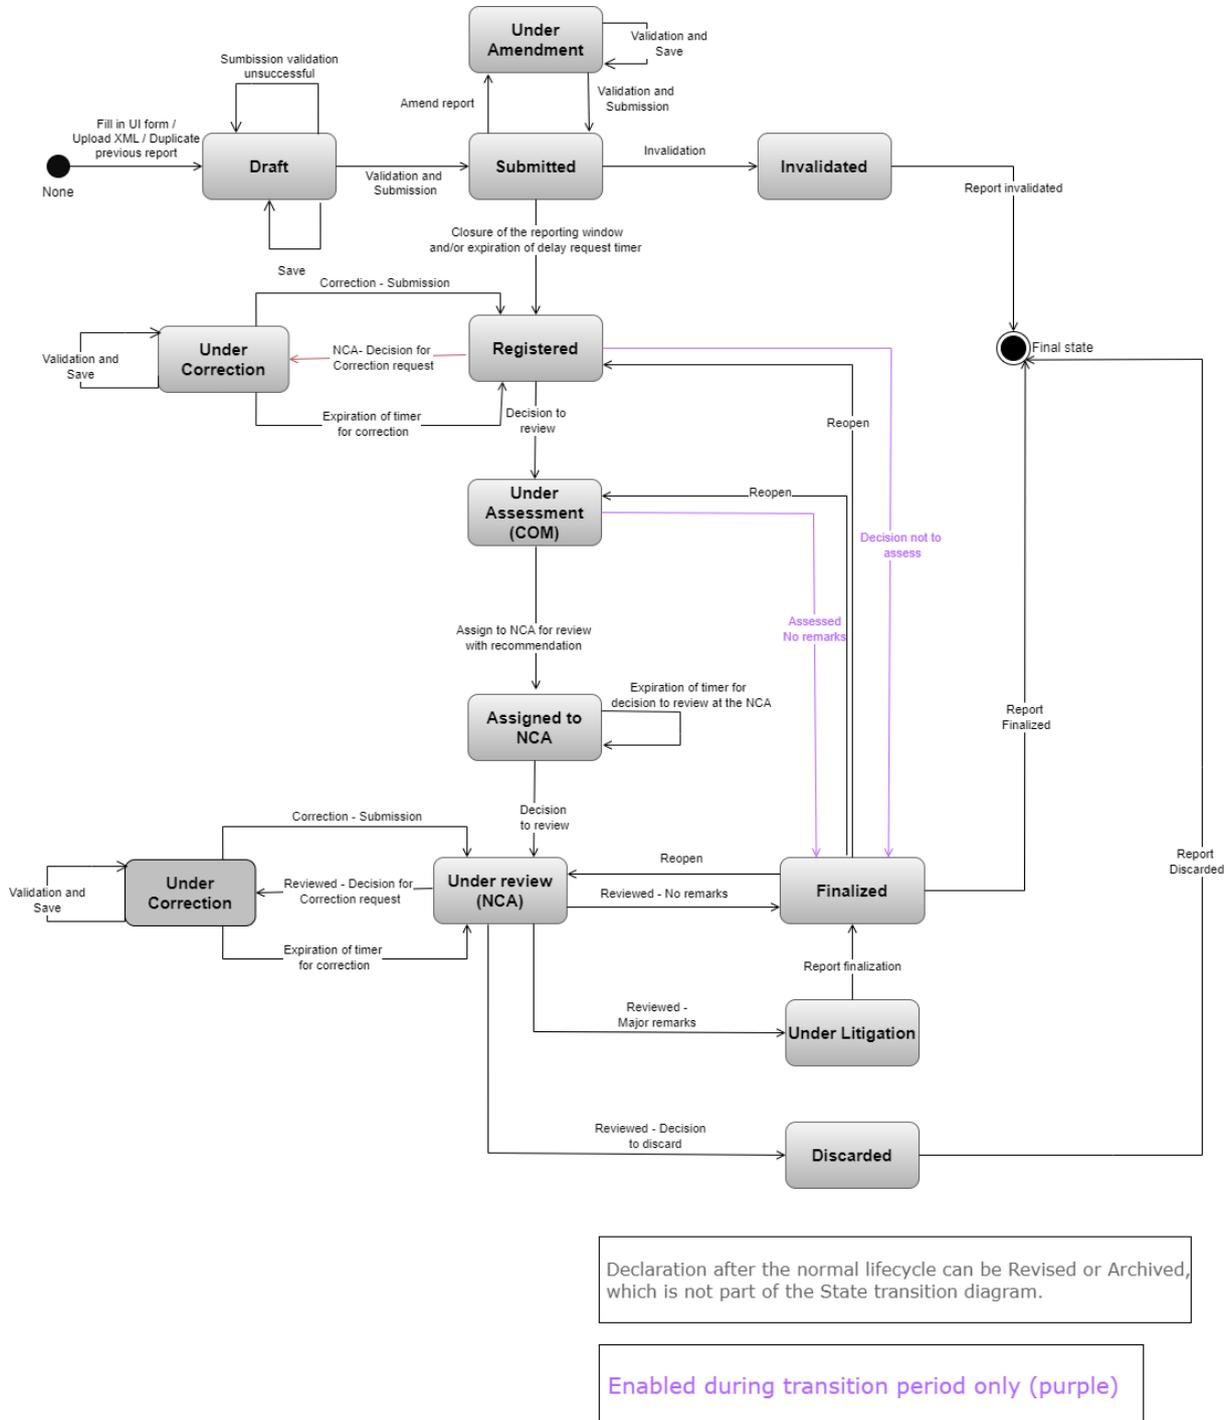 Under
Amendment
Validation and
Save
Sumbission validation
unsuccessful
Amend report
Validation and
Submission
Fill in UI form /
Upload XML / Duplicate
previous report
None
Draft
Validation and
Submission
Submitted
Invalidation
Invalidated
Report invalidated
Closure of the reporting window
and/or expiration of delay request timer
Save
Correction - Submission
Validation and
Save
Under
Correction
NCA- Decision for
Correction request
Registered
Final state
Expiration of timer
for correction
Decision to
review
Reopen
Under
Assessment
(COM)
Reopen
Decision not to
assess
Assign to NCA for review
with recommendation
Assessed
No remarks
Expiration of timer for
decision to review at the NCA
Assigned to
NCA
Report
Finalized
Correction - Submission
Decision
to review
Validation and
Save
Under
Correction
Reviewed - Decision for
Correction request
Under review
(NCA)
Reopen
Reviewed - No remarks
Finalized
Report
Discarded
Expiration of timer
for correction
Report finalization
Reviewed -
Major remarks
Under Litigation
Reviewed - Decision
to discard
Discarded
Declaration after the normal lifecycle can be Revised or Archived,
which is not part of the State transition diagram.
Enabled during transition period only (purple)